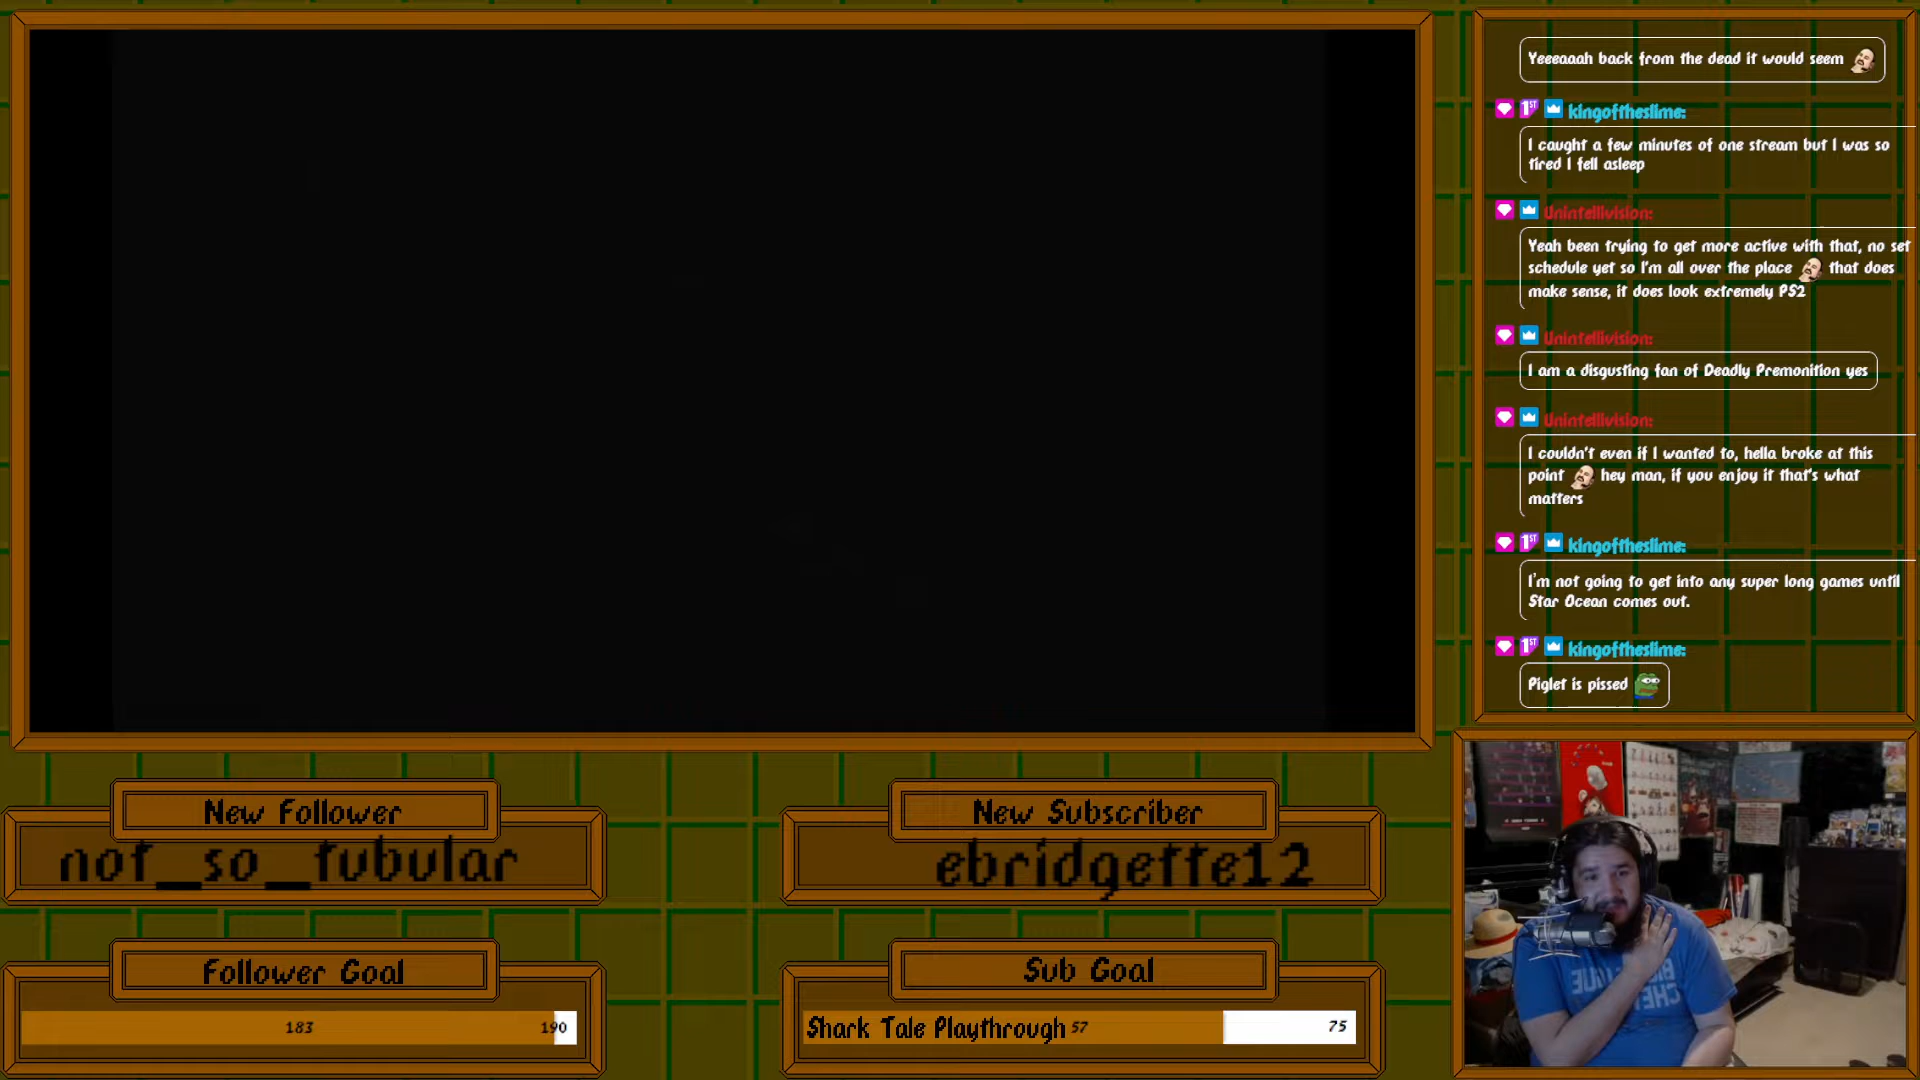 Yeeeaaah back from the dead it would seem
1ST kingoftheslime:
I caught a few minutes of one stream but I was so
tired I fell asleep
Unintellivision:
Yeah been trying to get more active with that, no set
schedule yet so I'm all over the place that does
make sense, it does look extremely PS2
Unintellivision:
I am a disgusting fan of Deadly Premonition yes
Unintellivision:
I couldn't even if I wanted to, hella broke at this
point hey man, if you enjoy it that's what
matters
1ST kingoftheslime:
I'm not going to get into any super long games until
Star Ocean comes out.
1ST kingoftheslime:
Piglet is pissed
New Follower
not_so_tubular
New Subscriber
ebridgette12
Follower Goal
183 190
Sub Goal
Shark Tale Playthrough 57 75